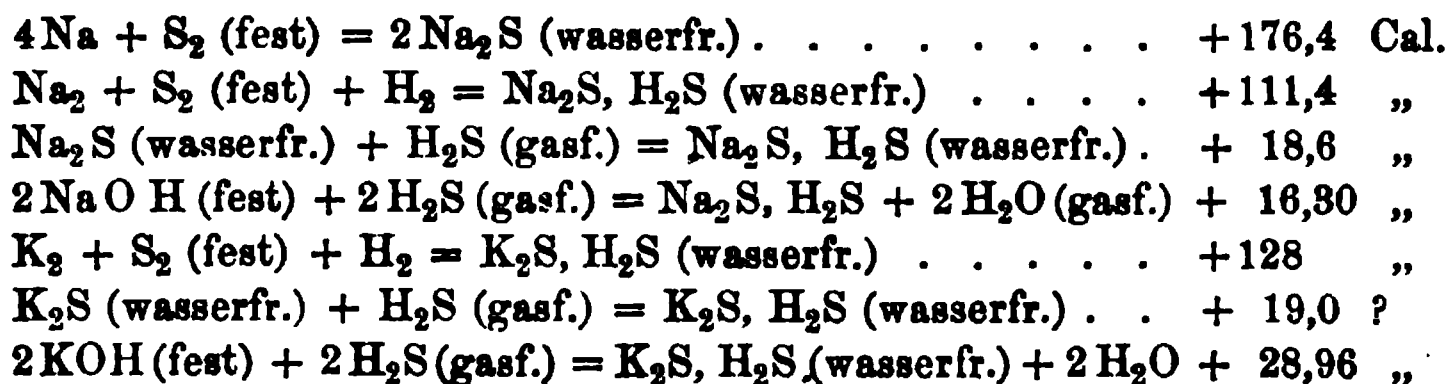 4Na + S₂ (fest) = 2Na₂S (wasserfr.) . . . . . . . . . + 176,4 Cal.
Na₂ + S₂ (fest) + H₂ = Na₂S, H₂S (wasserfr.) . . . . + 111,4 „
Na₂S (wasserfr.) + H₂S (gasf.) = Na₂S, H₂S (wasserfr.) . + 18,6 „
2NaO H (fest) + 2H₂S (gasf.) = Na₂S, H₂S + 2H₂O (gasf.) + 16,30 „
K₂ + S₂ (fest) + H₂ = K₂S, H₂S (wasserfr.) . . . . . + 128 „
K₂S (wasserfr.) + H₂S (gasf.) = K₂S, H₂S (wasserfr.) . . + 19,0 ?
2KOH (fest) + 2H₂S (gasf.) = K₂S, H₂S (wasserfr.) + 2H₂O + 28,96 „